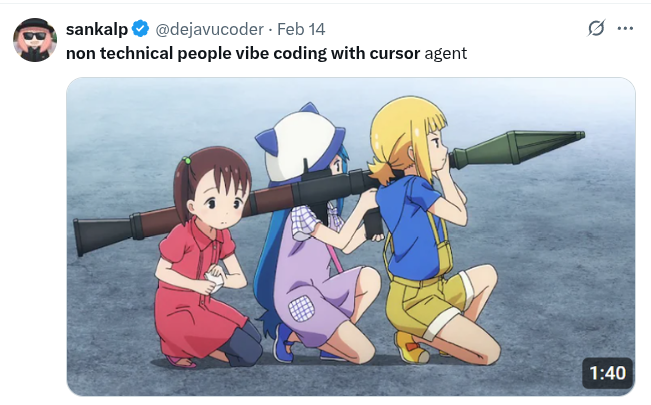 sankalp @dejavucoder · Feb 14
non technical people vibe coding with cursor agent
1:40